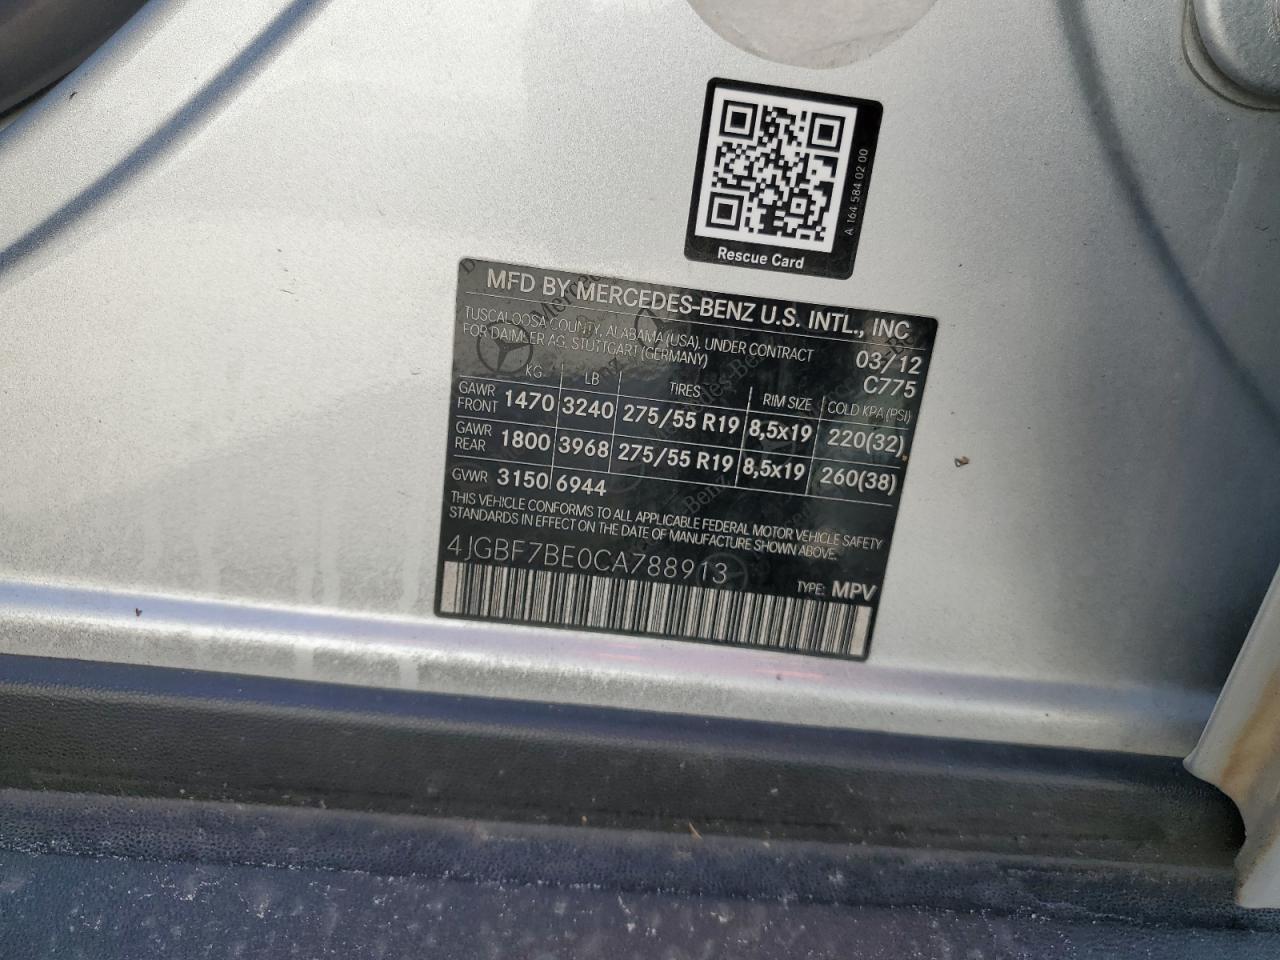 A 164 584 02 00
Rescue Card
MFD BY MERCEDES-BENZ U.S. INTL., INC
TUSCALOOSA COUNTY, ALABAMA (USA), UNDER CONTRACT
FOR DAIMLER AG, STUTTGART (GERMANY)
03/12
C775
KG LB TIRES RIM SIZE COLD KPA (PSI)
GAWR FRONT 1470 3240 275/55 R19 8,5x19 220(32)
GAWR REAR 1800 3968 275/55 R19 8,5x19 260(38)
GVWR 3150 6944
THIS VEHICLE CONFORMS TO ALL APPLICABLE FEDERAL MOTOR VEHICLE SAFETY
STANDARDS IN EFFECT ON THE DATE OF MANUFACTURE SHOWN ABOVE.
4JGBF7BE0CA788913
TYPE: MPV